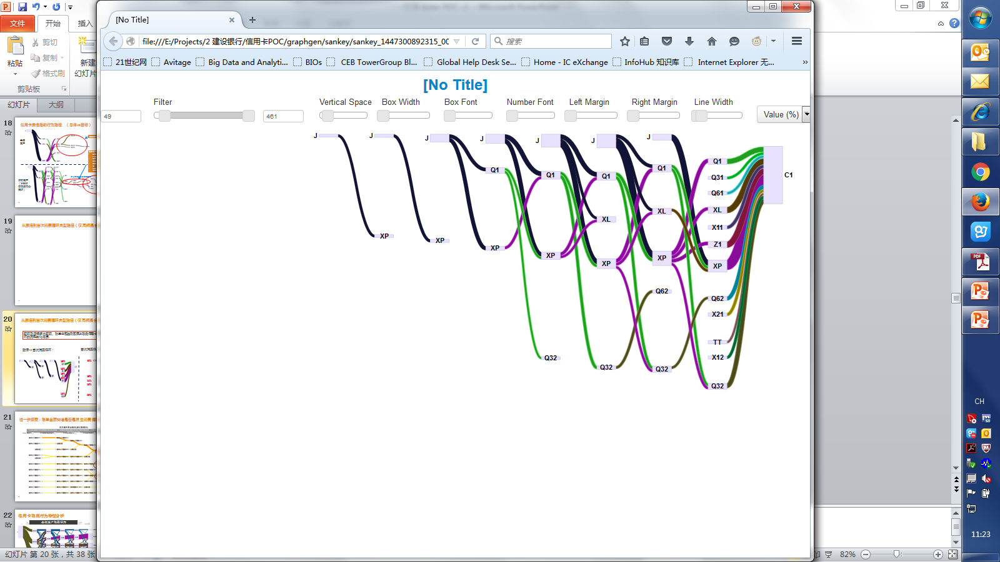 文件
开始
插入
粘贴
剪切
复制
格式刷
新建
幻灯片
剪贴板
幻灯片
大纲
18
19
20
21
22
幻灯片 第 20 张，共 38 张
[No Title]
file:///E:/Projects/2 建设银行/信用卡POC/graphgen/sankey/sankey_1447300892315_00
搜索
21世纪网
Avitage
Big Data and Analyti...
BIOs
CEB TowerGroup Bl...
Global Help Desk Se...
Home - IC eXchange
InfoHub 知识库
Internet Explorer 无...
»
[No Title]
Filter
Vertical Space
Box Width
Box Font
Number Font
Left Margin
Right Margin
Line Width
49
461
Value (%)
J
J
J
J
J
J
J
Q1
Q1
Q1
Q1
Q1
C1
Q31
Q61
XL
XL
XL
X11
Z1
XP
XP
XP
XP
XP
XP
XP
Q62
Q62
X21
TT
X12
Q32
Q32
Q32
Q32
82%
CH
11:23
PDF